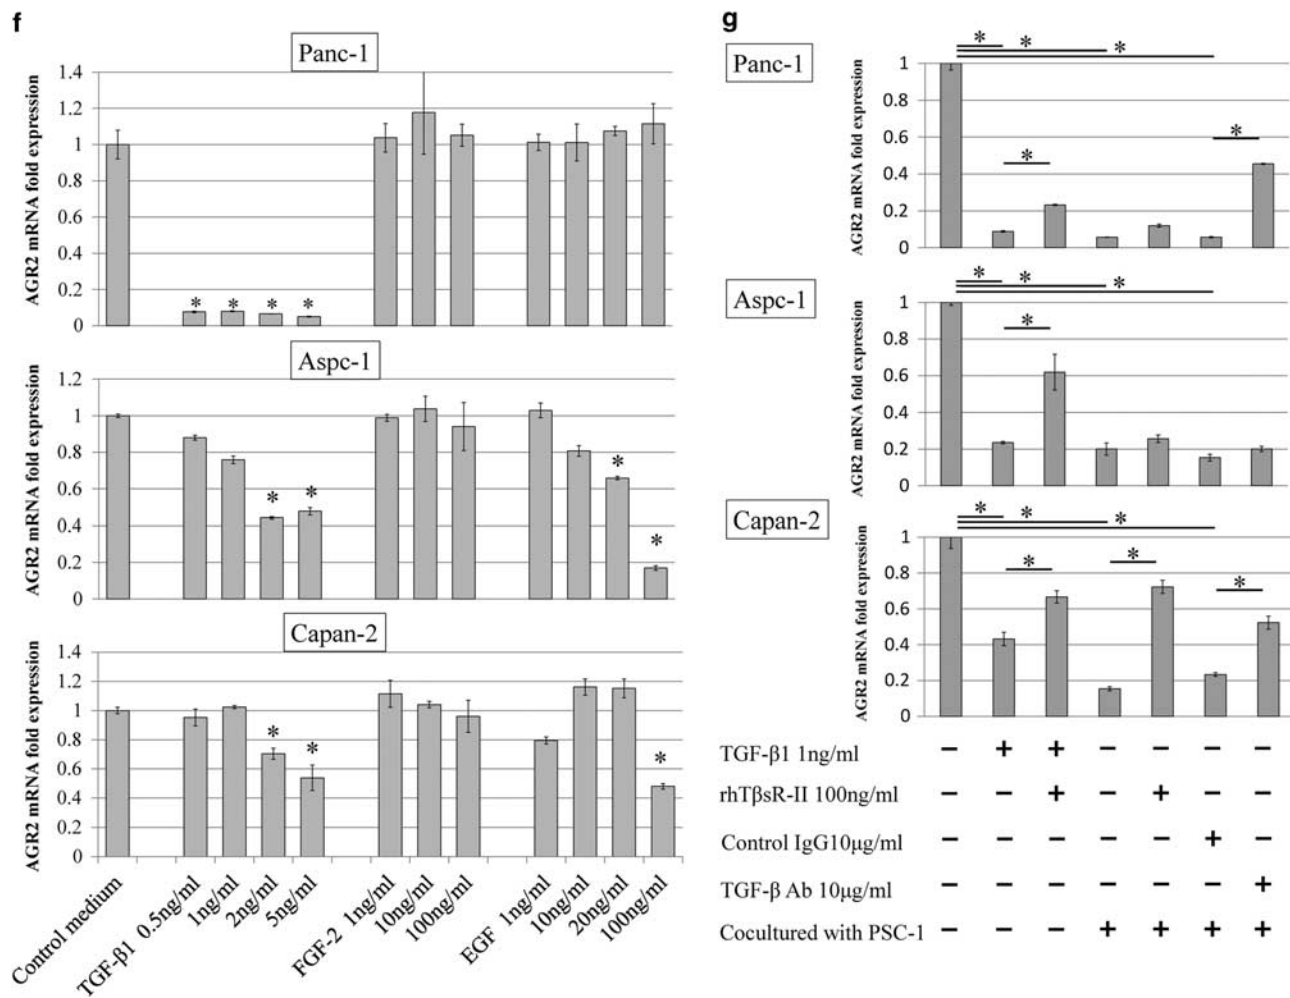 f
Panc-1
AGR2 mRNA fold expression
1.4
1.2
1
0.8
0.6
0.4
0.2
0
* * * *
Aspc-1
AGR2 mRNA fold expression
1.2
1
0.8
0.6
0.4
0.2
0
* * * *
Capan-2
AGR2 mRNA fold expression
1.4
1.2
1
0.8
0.6
0.4
0.2
0
* * *
Control medium
TGF-β1 0.5ng/ml
1ng/ml
2ng/ml
5ng/ml
FGF-2 1ng/ml
10ng/ml
100ng/ml
EGF 1ng/ml
10ng/ml
20ng/ml
100ng/ml
g
Panc-1
AGR2 mRNA fold expression
1
0.8
0.6
0.4
0.2
0
* * * * *
Aspc-1
AGR2 mRNA fold expression
1
0.8
0.6
0.4
0.2
0
* * * *
Capan-2
AGR2 mRNA fold expression
1
0.8
0.6
0.4
0.2
0
* * * * * *
TGF-β1 1ng/ml − + + − − − −
rhTβsR-II 100ng/ml − − + − + − −
Control IgG10μg/ml − − − − − + −
TGF-β Ab 10μg/ml − − − − − − +
Cocultured with PSC-1 − − − + + + +